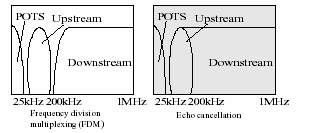 POTS Upstream
Downstream
25kHz 200kHz 1MHz
Frequency division
multiplexing (FDM)
POTS Upstream
Downstream
25kHz 200kHz 1MHz
Echo cancellation